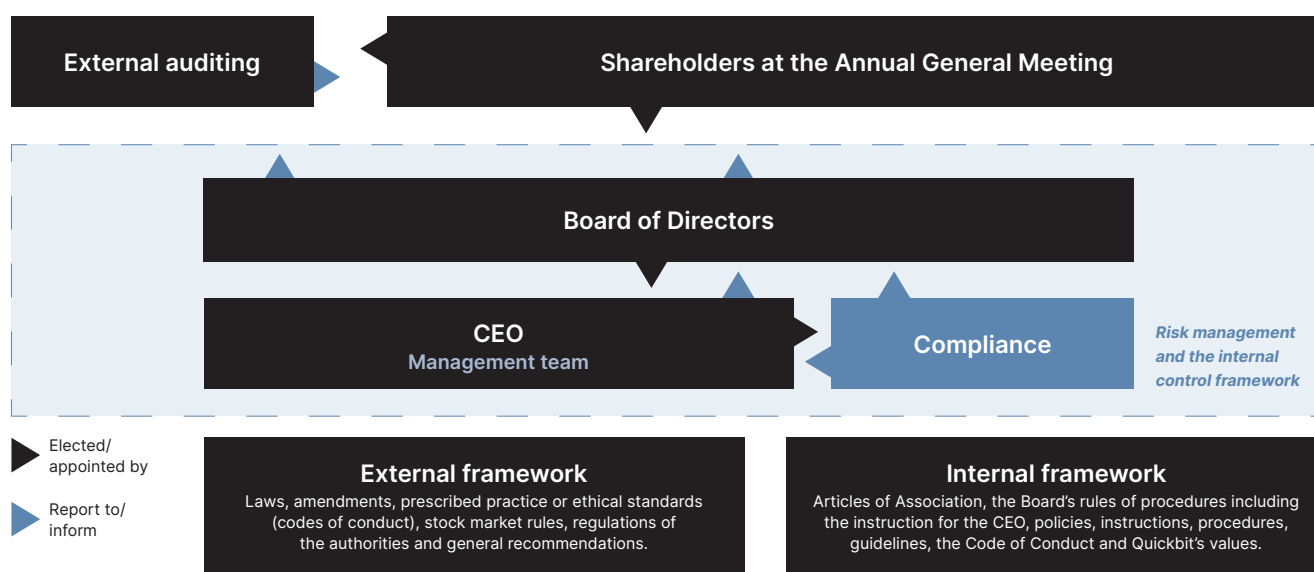 External auditing
Shareholders at the Annual General Meeting
Board of Directors
CEO
Management team
Compliance
Risk management
and the internal
control framework
Elected/
appointed by
Report to/
inform
External framework
Laws, amendments, prescribed practice or ethical standards
(codes of conduct), stock market rules, regulations of
the authorities and general recommendations.
Internal framework
Articles of Association, the Board’s rules of procedures including
the instruction for the CEO, policies, instructions, procedures,
guidelines, the Code of Conduct and Quickbit’s values.